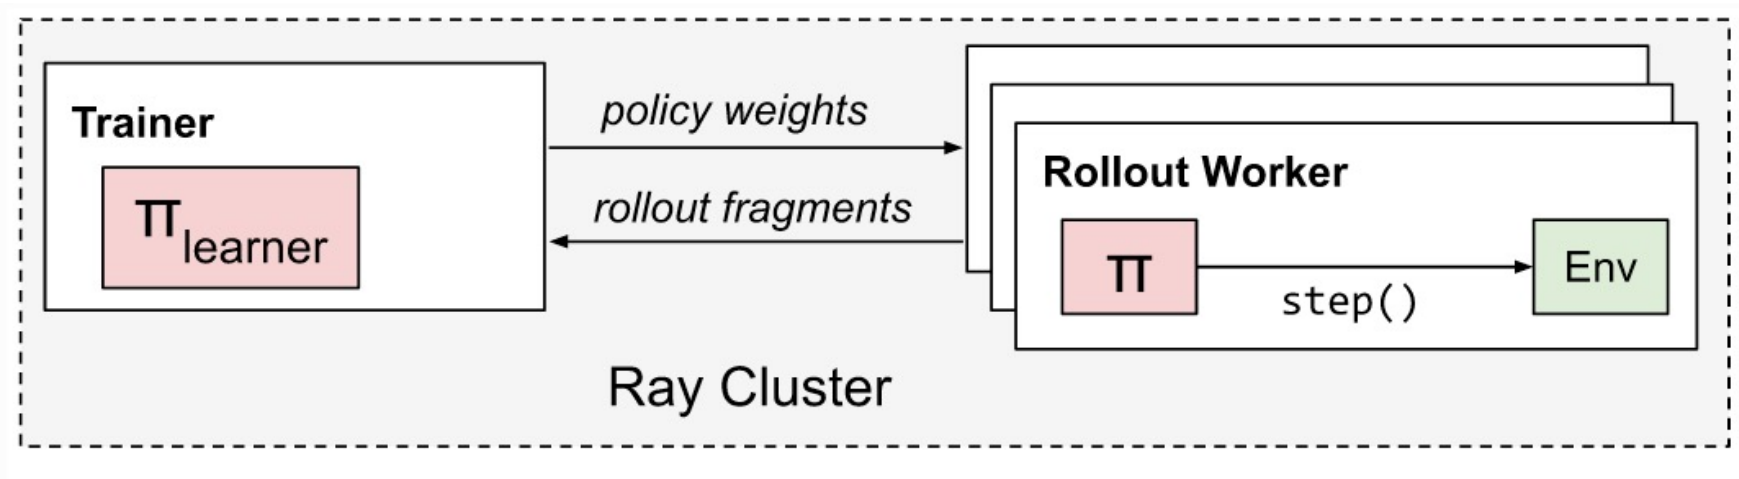 Trainer
π learner
policy weights
rollout fragments
Rollout Worker
π
step()
Env
Ray Cluster